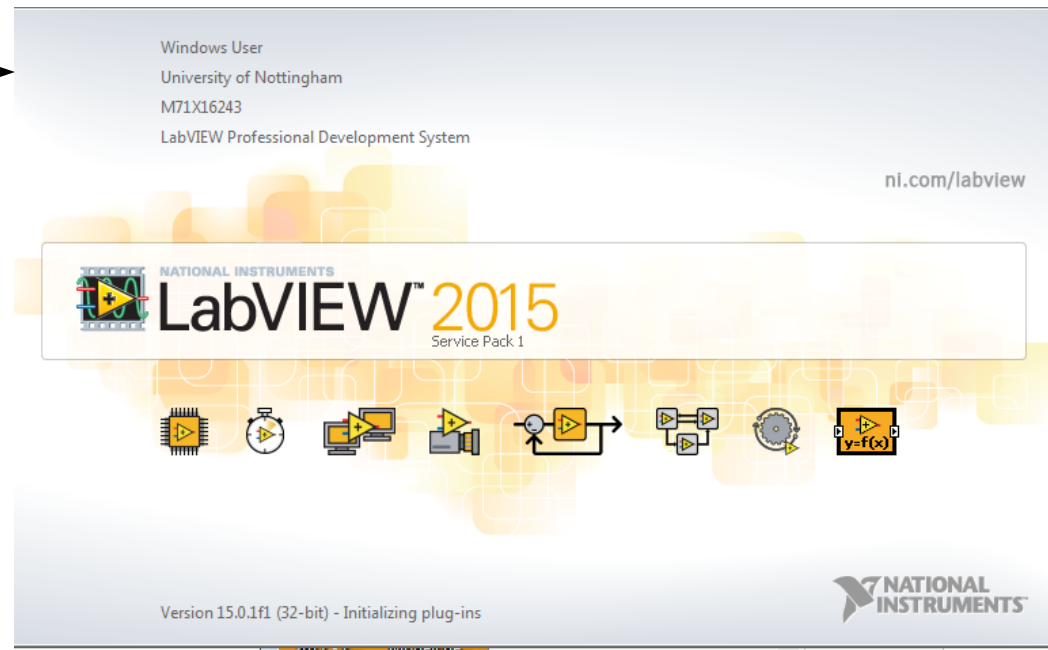 Windows User
University of Nottingham
M71X16243
LabVIEW Professional Development System
ni.com/labview
NATIONAL INSTRUMENTS
LabVIEW™ 2015
Service Pack 1
y=f(x)
NATIONAL
INSTRUMENTS
Version 15.0.1f1 (32-bit) - Initializing plug-ins